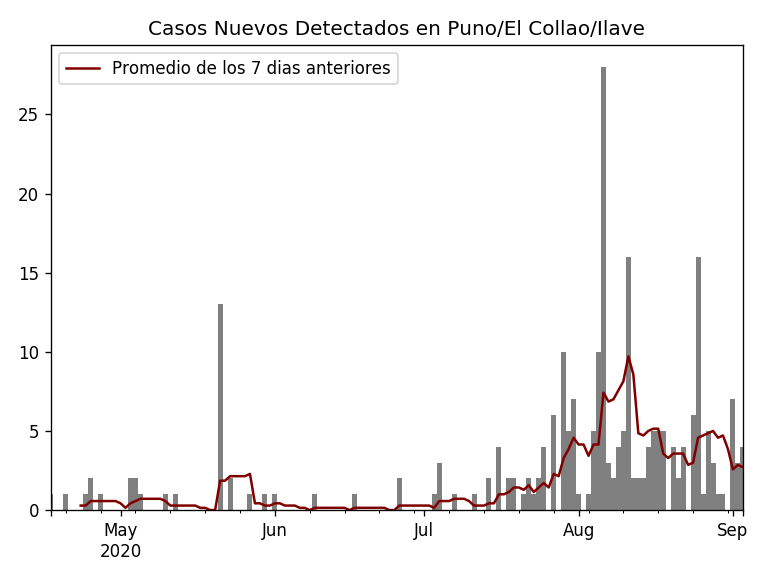 Casos Nuevos Detectados en Puno/El Collao/Ilave
Promedio de los 7 dias anteriores
25
20
15
10
5
0
May
2020
Jun
Jul
Aug
Sep